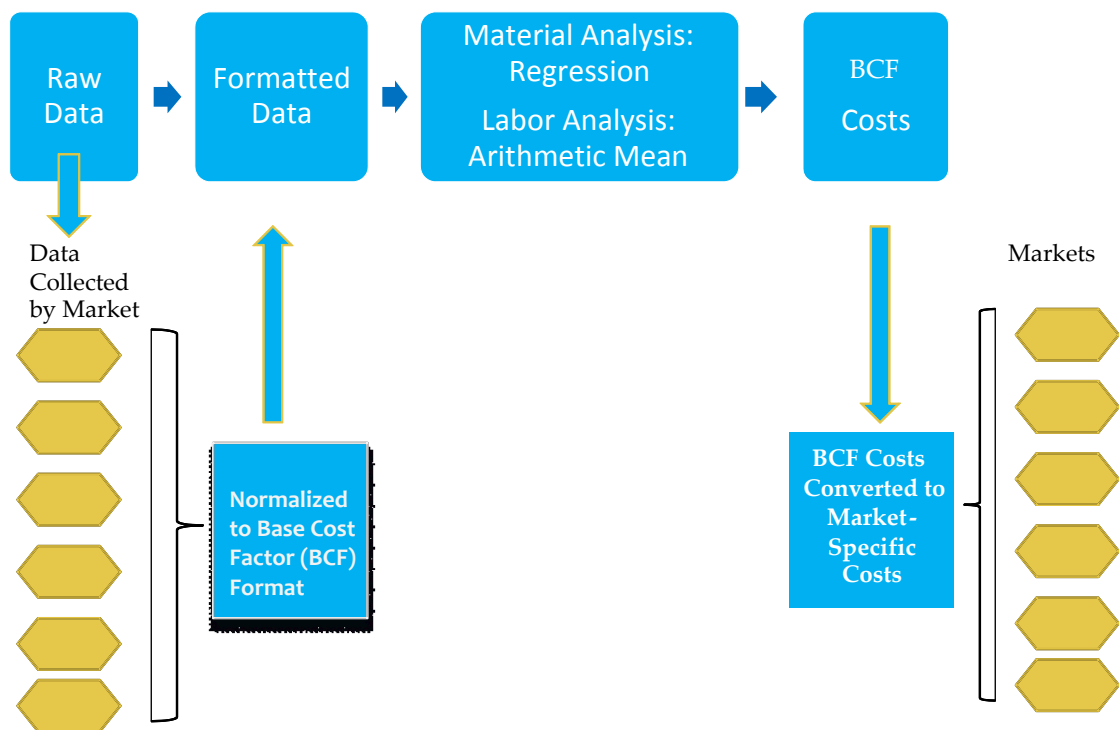 Raw
Data
Formatted
Data
Material Analysis:
Regression
Labor Analysis:
Arithmetic Mean
BCF
Costs
Data
Collected
by Market
Markets
Normalized
to Base Cost
Factor (BCF)
Format
BCF Costs
Converted to
Market-
Specific
Costs